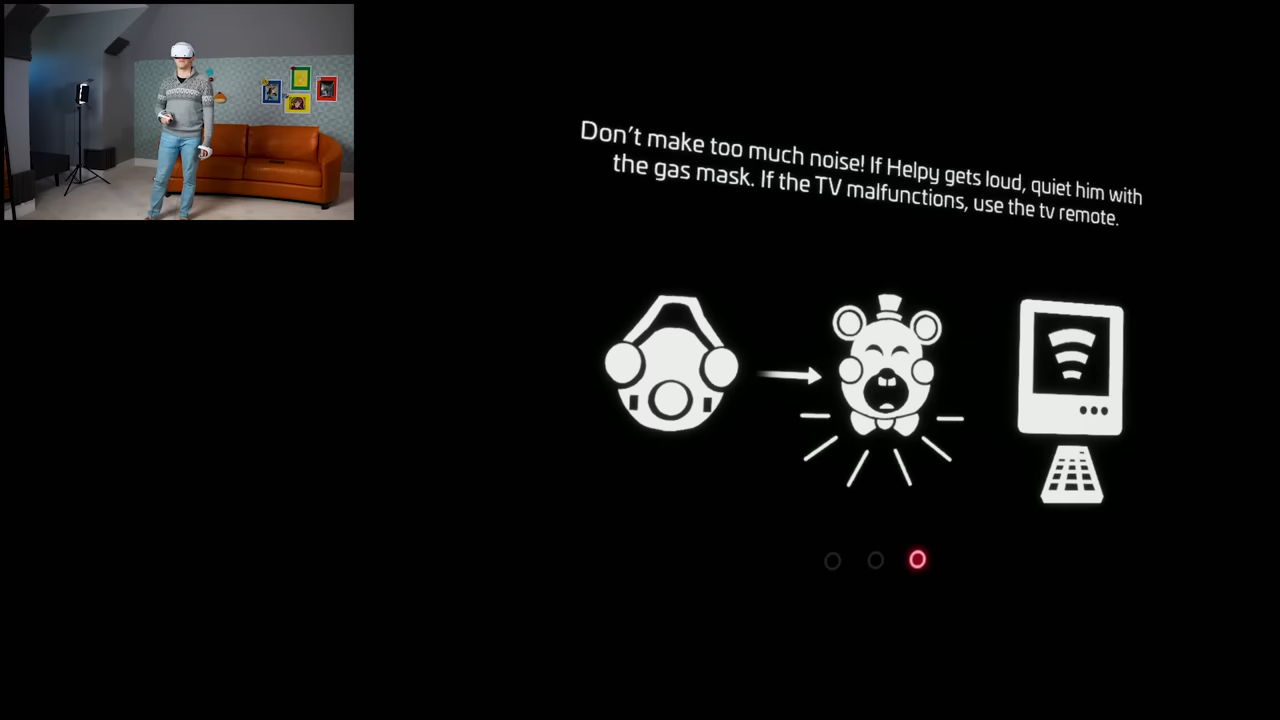 Don't make too much noise! If Helpy gets loud, quiet him with
the gas mask. If the TV malfunctions, use the tv remote.